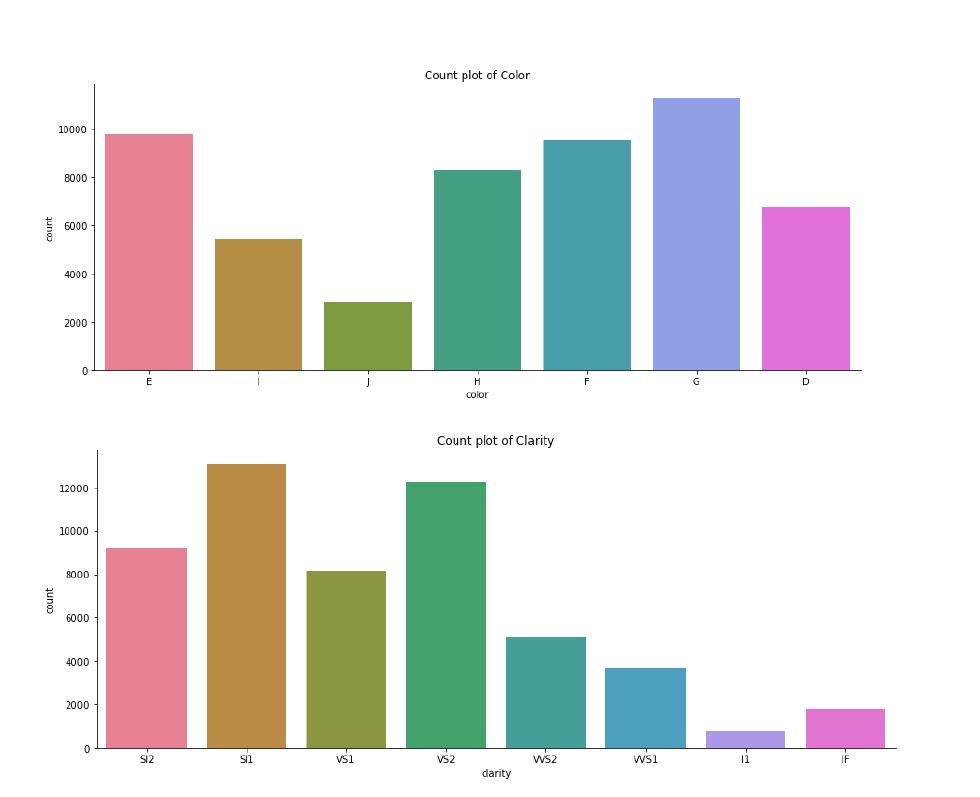 Count plot of Color
10000
8000
6000
4000
2000
0
count
E I J H F G D
color
Count plot of Clarity
12000
10000
8000
6000
4000
2000
0
count
SI2 SI1 VS1 VS2 VVS2 VVS1 I1 IF
clarity